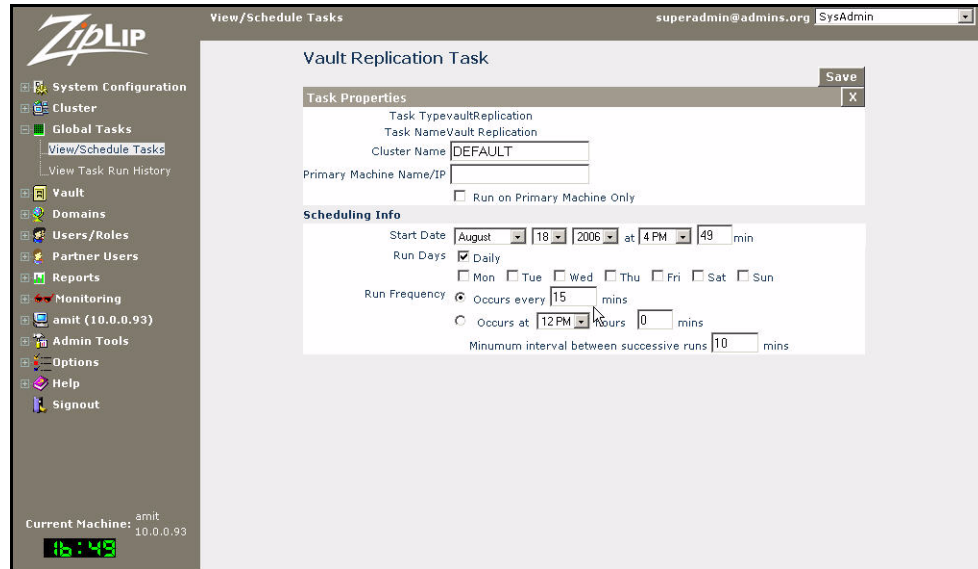 ZIPLIP
View/Schedule Tasks superadmin@admins.org SysAdmin
System Configuration
Cluster
Global Tasks
View/Schedule Tasks
View Task Run History
Vault
Domains
Users/Roles
Partner Users
Reports
Monitoring
amit (10.0.0.93)
Admin Tools
Options
Help
Signout
Current Machine: amit
10.0.0.93
16:49
Vault Replication Task
Save
Task Properties X
Task Type vaultReplication
Task Name Vault Replication
Cluster Name DEFAULT
Primary Machine Name/IP
Run on Primary Machine Only
Scheduling Info
Start Date August 18 2006 at 4 PM 49 min
Run Days Daily
Mon Tue Wed Thu Fri Sat Sun
Run Frequency Occurs every 15 mins
Occurs at 12 PM hours 0 mins
Minumum interval between successive runs 10 mins